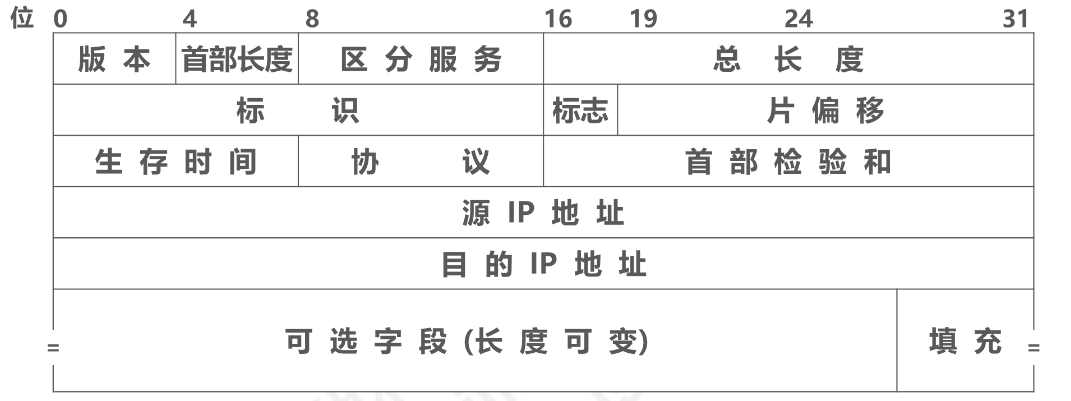 位 0 4 8 16 19 24 31
版本 首部长度 区分服务 总长度
标识 标志 片偏移
生存时间 协议 首部检验和
源 IP 地址
目的 IP 地址
可选字段 (长度可变) 填充
= =